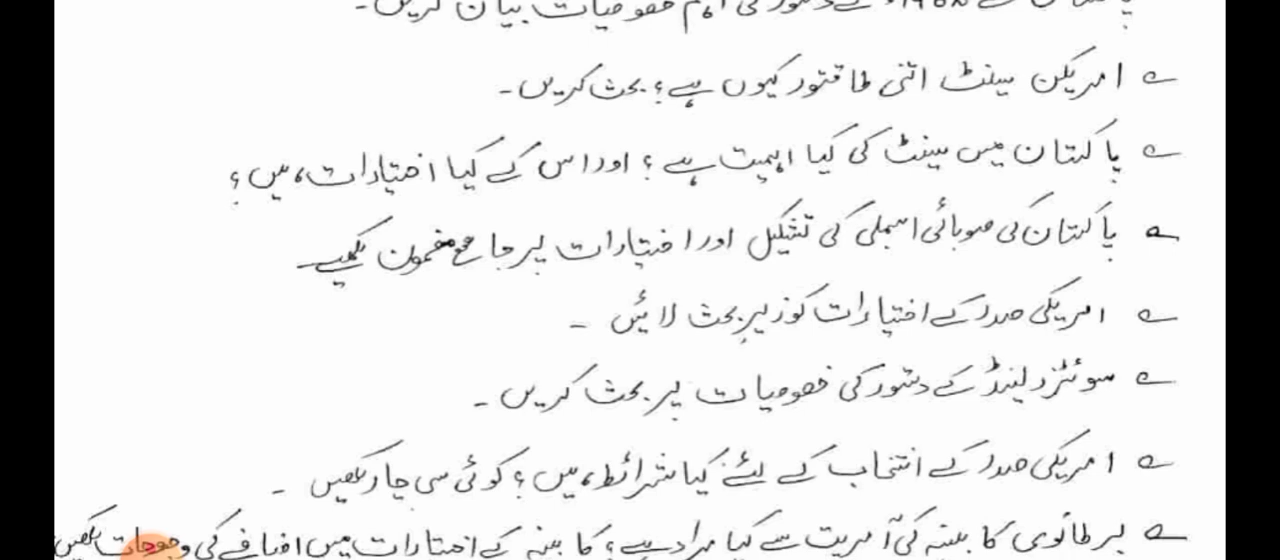 کے دستور کی اہم خصوصیات بیان کریں۔
امریکن سینٹ اتنی طاقتور کیوں ہے؟ بحث کریں۔
پاکستان میں سینٹ کی کیا اہمیت ہے؟ اور اس کے کیا اختیارات ہیں؟
پاکستان کی صوبائی اسمبلی کی تشکیل اور اختیارات پر جامع مضمون لکھیے۔
امریکی صدر کے اختیارات کو زیر بحث لائیں۔
سوئٹزرلینڈ کے دستور کی خصوصیات پر بحث کریں۔
امریکی صدر کے انتخاب کے لئے کیا شرائط ہیں؟ کوئی سی چار لکھیں۔
برطانوی کابینہ کی آمریت سے کیا مراد ہے؟ کابینہ کے اختیارات میں اضافے کی وجوہات لکھیں